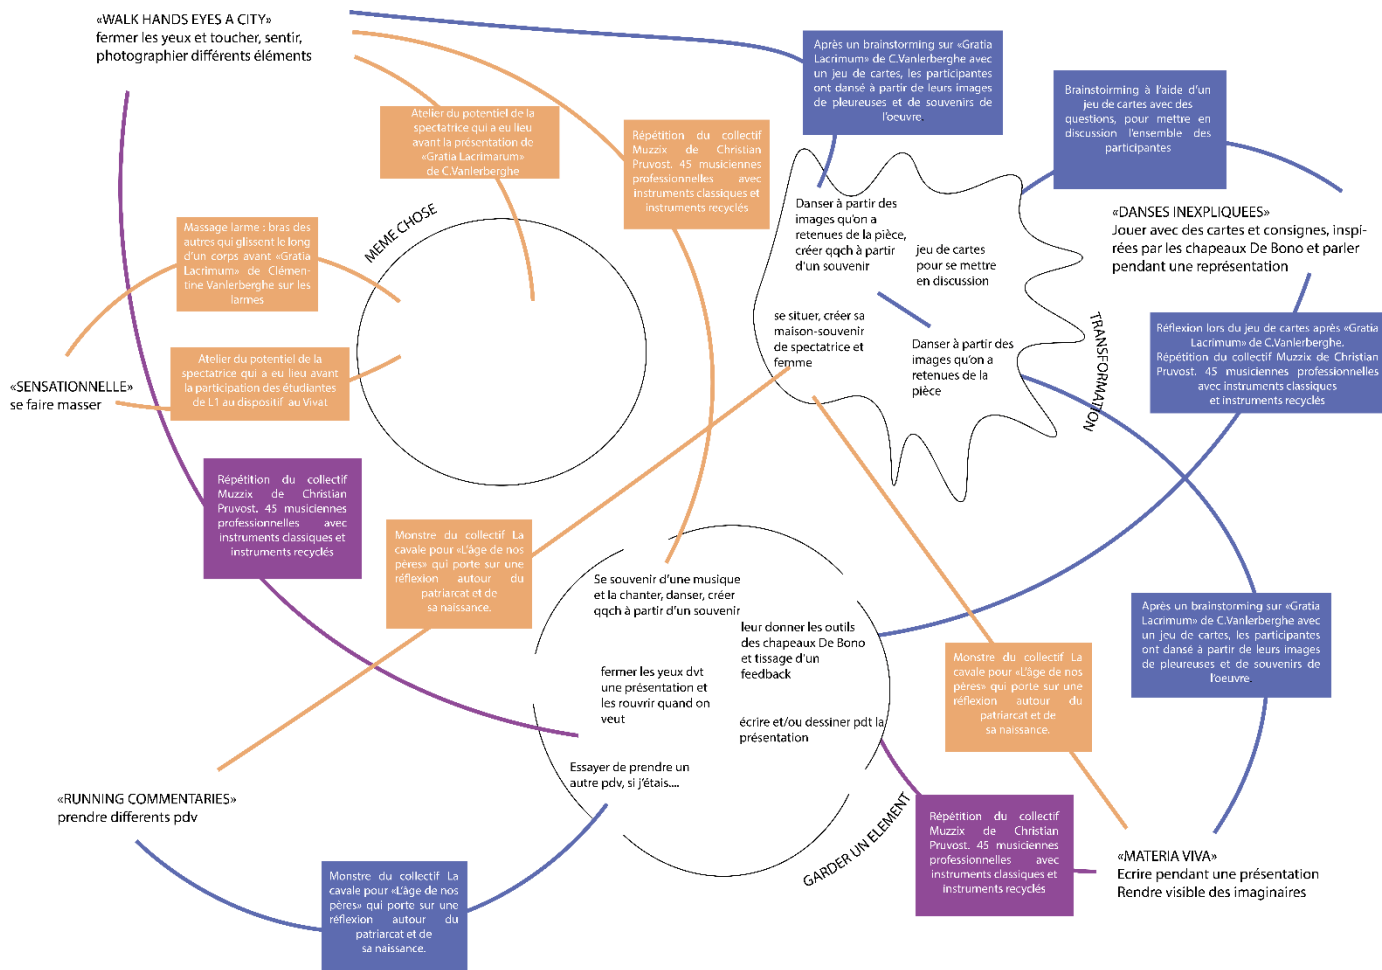 «WALK HANDS EYES A CITY»
fermer les yeux et toucher, sentir,
photographier différents éléments
Après un brainstorming sur «Gratia
Lacrimum» de C.Vanlerberghe avec
un jeu de cartes, les participantes
ont dansé à partir de leurs images
de pleureuses et de souvenirs de
l'oeuvre.
Brainstoirming à l'aide d'un
jeu de cartes avec des
questions, pour mettre en
discussion l'ensemble des
participantes
Atelier du potentiel de la
spectatrice qui a eu lieu
avant la présentation de
«Gratia Lacrimarum»
de C.Vanlerberghe
Répétition du collectif
Muzzix de Christian
Pruvost. 45 musiciennes
professionnelles avec
instruments classiques et
instruments recyclés
MEME CHOSE
Danser à partir des
images qu'on a
retenues de la pièce,
créer qqch à partir
d'un souvenir
jeu de cartes
pour se mettre
en discussion
se situer, créer sa
maison-souvenir
de spectatrice et
femme
Danser à partir des
images qu'on a
retenues de la
pièce
TRANSFORMATION
«DANSES INEXPLIQUEES»
Jouer avec des cartes et consignes, inspi-
rées par les chapeaux De Bono et parler
pendant une représentation
Massage larme : bras des
autres qui glissent le long
d'un corps avant «Gratia
Lacrimum» de Clémen-
tine Vanlerberghe sur les
larmes
Réflexion lors du jeu de cartes après «Gratia
Lacrimum» de C.Vanlerberghe.
Répétition du collectif Muzzix de Christian
Pruvost. 45 musiciennes professionnelles
avec instruments classiques
et instruments recyclés
«SENSATIONNELLE»
se faire masser
Atelier du potentiel de la
spectatrice qui a eu lieu avant
la participation des étudiantes
de L1 au dispositif au Vivat
Répétition du collectif
Muzzix de Christian
Pruvost. 45 musiciennes
professionnelles avec
instruments classiques et
instruments recyclés
Monstre du collectif La
cavale pour «L'âge de nos
pères» qui porte sur une
réflexion autour du
patriarcat et de
sa naissance.
Se souvenir d'une musique
et la chanter, danser, créer
qqch à partir d'un souvenir
leur donner les outils
des chapeaux De Bono
et tissage d'un
feedback
fermer les yeux dvt
une présentation et
les rouvrir quand on
veut
écrire et/ou dessiner pdt la
présentation
Essayer de prendre un
autre pdv, si j'étais....
GARDER UN ELEMENT
Monstre du collectif La
cavale pour «L'âge de nos
pères» qui porte sur une
réflexion autour du
patriarcat et de
sa naissance.
Après un brainstorming sur «Gratia
Lacrimum» de C.Vanlerberghe avec
un jeu de cartes, les participantes
ont dansé à partir de leurs images
de pleureuses et de souvenirs de
l'oeuvre.
«RUNNING COMMENTARIES»
prendre differents pdv
Monstre du collectif La
cavale pour «L'âge de nos
pères» qui porte sur une
réflexion autour du
patriarcat et de
sa naissance.
Répétition du collectif
Muzzix de Christian
Pruvost. 45 musiciennes
professionnelles avec
instruments classiques et
instruments recyclés
«MATERIA VIVA»
Ecrire pendant une présentation
Rendre visible des imaginaires